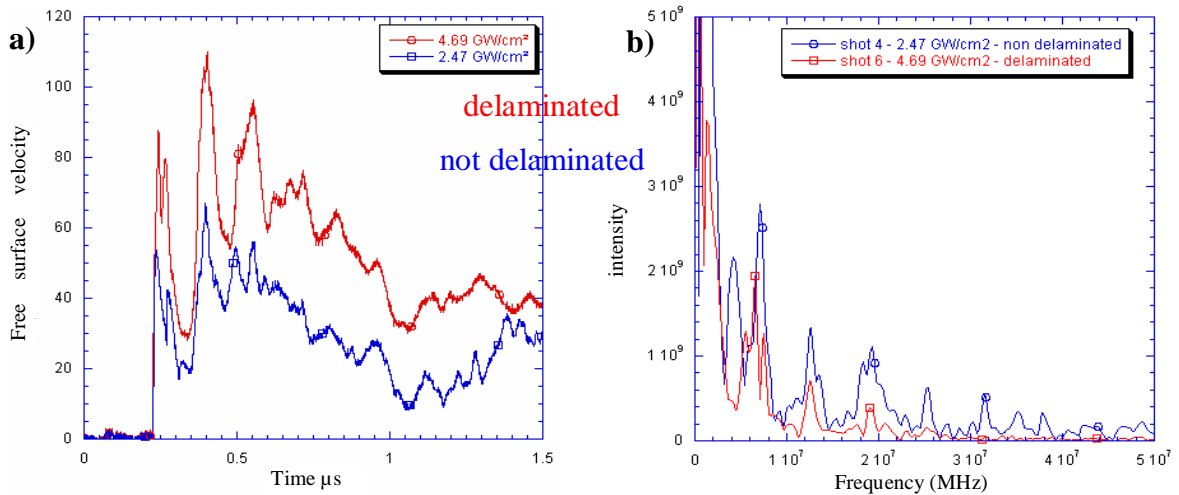 a)
4.69 GW/cm²
2.47 GW/cm²
120
100
80
60
40
20
0
0
0.5
1
1.5
Free surface velocity
Time µs
delaminated
not delaminated
b)
shot 4 - 2.47 GW/cm2 - non delaminated
shot 6 - 4.69 GW/cm2 - delaminated
5 10⁹
4 10⁹
3 10⁹
2 10⁹
1 10⁹
0
0
1 10⁷
2 10⁷
3 10⁷
4 10⁷
5 10⁷
intensity
Frequency (MHz)